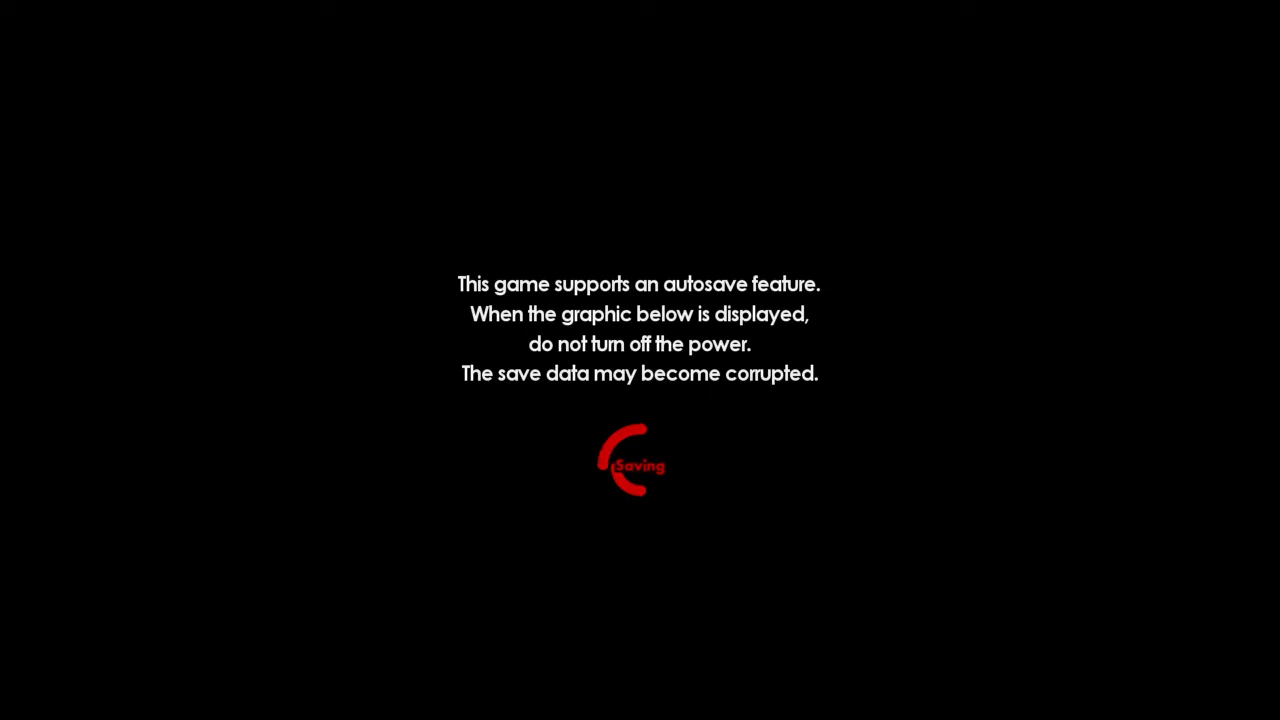 This game supports an autosave feature.
When the graphic below is displayed,
do not turn off the power.
The save data may become corrupted.
Saving